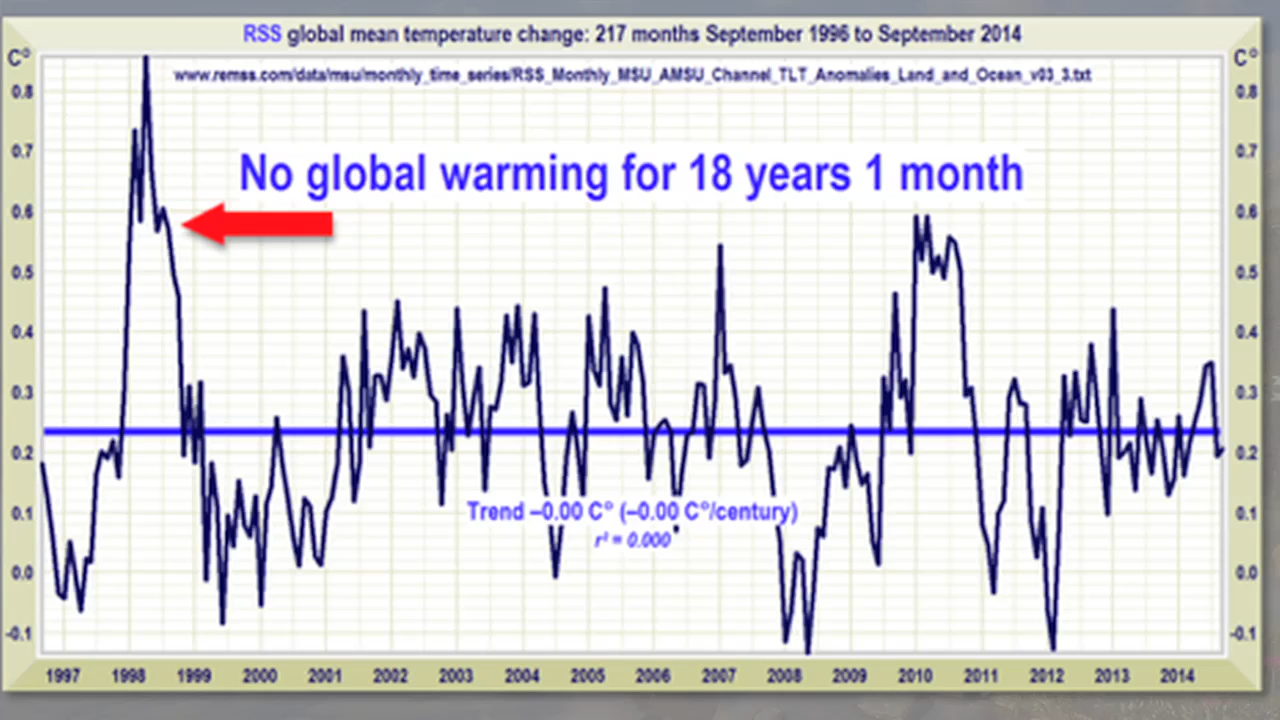 RSS global mean temperature change: 217 months September 1996 to September 2014
C° C°
www.remss.com/data/msu/monthly_time_series/RSS_Monthly_MSU_AMSU_Channel_TLT_Anomalies_Land_and_Ocean_v03_3.txt
0.8 0.8
0.7 0.7
No global warming for 18 years 1 month
0.6 0.6
0.5 0.5
0.4 0.4
0.3 0.3
0.2 0.2
Trend –0.00 C° (–0.00 C°/century)
0.1 0.1
r² = 0.000
0.0 0.0
-0.1 -0.1
1997 1998 1999 2000 2001 2002 2003 2004 2005 2006 2007 2008 2009 2010 2011 2012 2013 2014